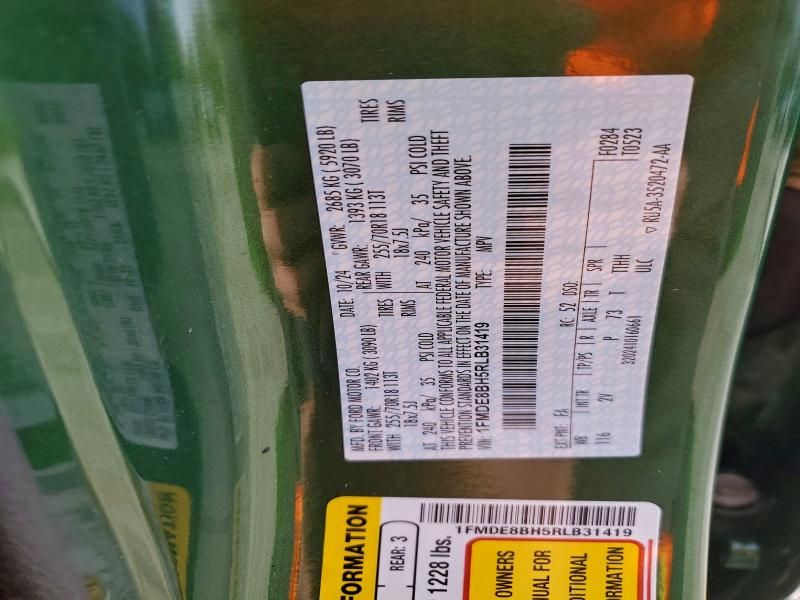 MFD. BY FORD MOTOR CO.
DATE: 10/24
GVWR: 2685 KG ( 5920 LB)
FRONT GAWR: 1402 KG (3090 LB)
REAR GAWR: 1393 KG ( 3070 LB)
WITH 255/70R18 113T TIRES
WITH 255/70R18 113T TIRES
18x7.5J RIMS
18x7.5J RIMS
AT 240 kPa/ 35 PSI COLD
AT 240 kPa/ 35 PSI COLD
THIS VEHICLE CONFORMS TO ALL APPLICABLE FEDERAL MOTOR VEHICLE SAFETY AND THEFT
PREVENTION STANDARDS IN EFFECT ON THE DATE OF MANUFACTURE SHOWN ABOVE.
VIN: 1FMDE8BH5RLB31419
TYPE: MPV
EXT PNT: FA
RC: 52
DSO:
F0284
WB | INT TR | TP/PS | R | AXLE | TR | SPR
T0523
116 2V P 73 T THH
ULC
3202410160661
▽ RU5A-3520472-AA
1FMDE8BH5RLB31419
FORMATION
REAR: 3
1228 lbs.
OWNERS
UAL FOR
DITIONAL
ORMATION